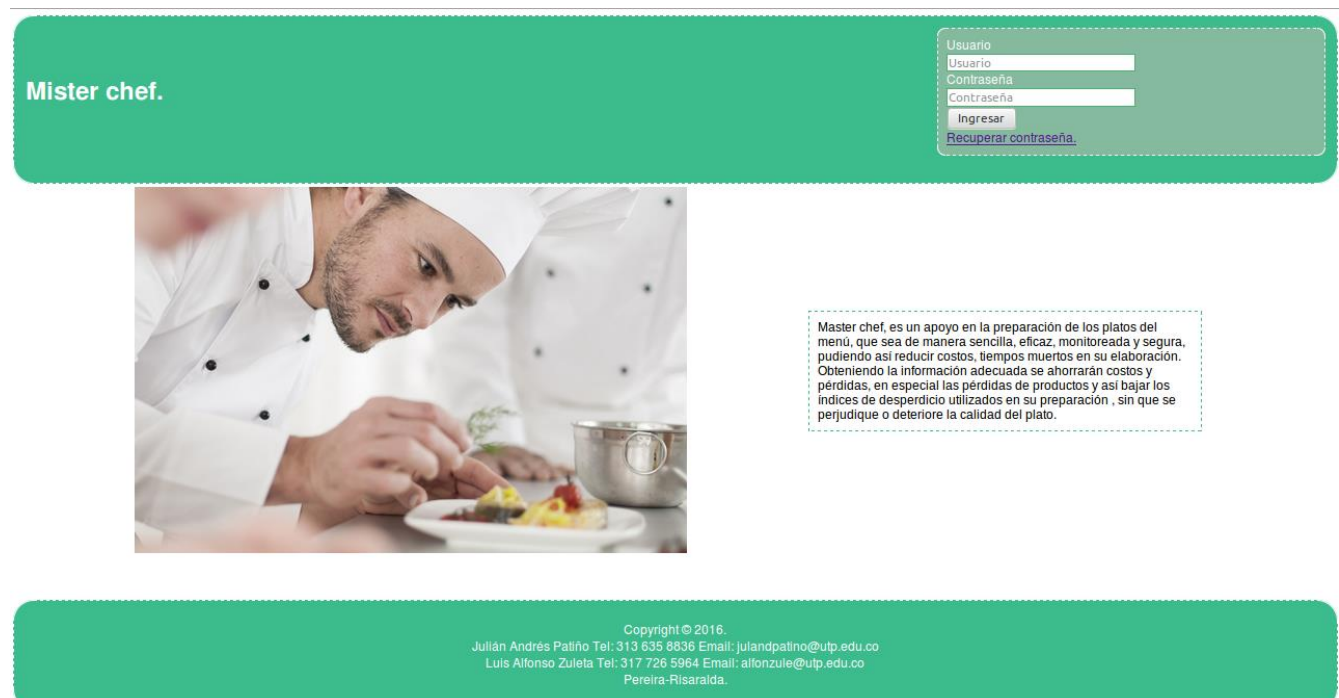 Mister chef.
Usuario
Usuario
Contraseña
Contraseña
Ingresar
Recuperar contraseña.
Master chef, es un apoyo en la preparación de los platos del
menú, que sea de manera sencilla, eficaz, monitoreada y segura,
pudiendo así reducir costos, tiempos muertos en su elaboración.
Obteniendo la información adecuada se ahorrarán costos y
pérdidas, en especial las pérdidas de productos y así bajar los
índices de desperdicio utilizados en su preparación , sin que se
perjudique o deteriore la calidad del plato.
Copyright © 2016.
Julián Andrés Patiño Tel: 313 635 8836 Email: julandpatino@utp.edu.co
Luis Alfonso Zuleta Tel: 317 726 5964 Email: alfonzule@utp.edu.co
Pereira-Risaralda.